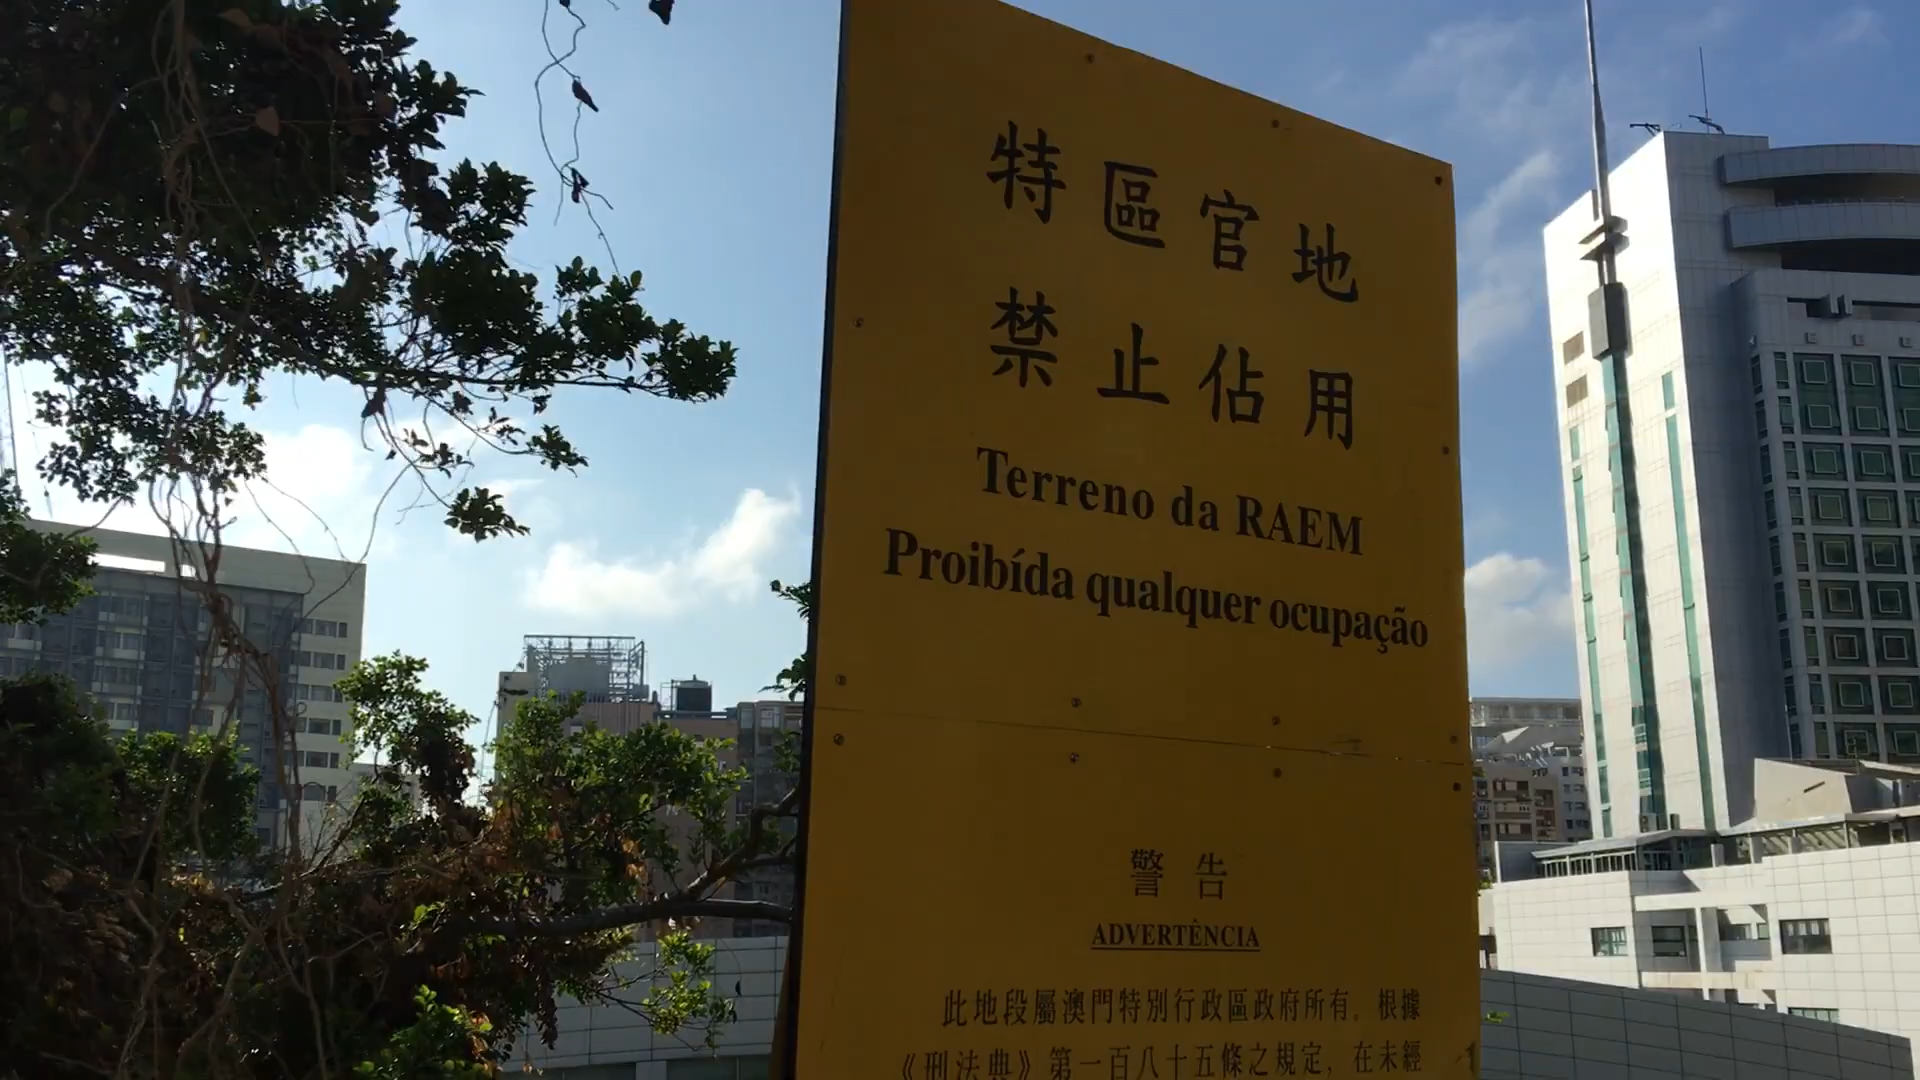 特區官地
禁止佔用
Terreno da RAEM
Proibída qualquer ocupação
警告
ADVERTÊNCIA
此地段屬澳門特別行政區政府所有，根據
《刑法典》第一百八十五條之規定，在未經